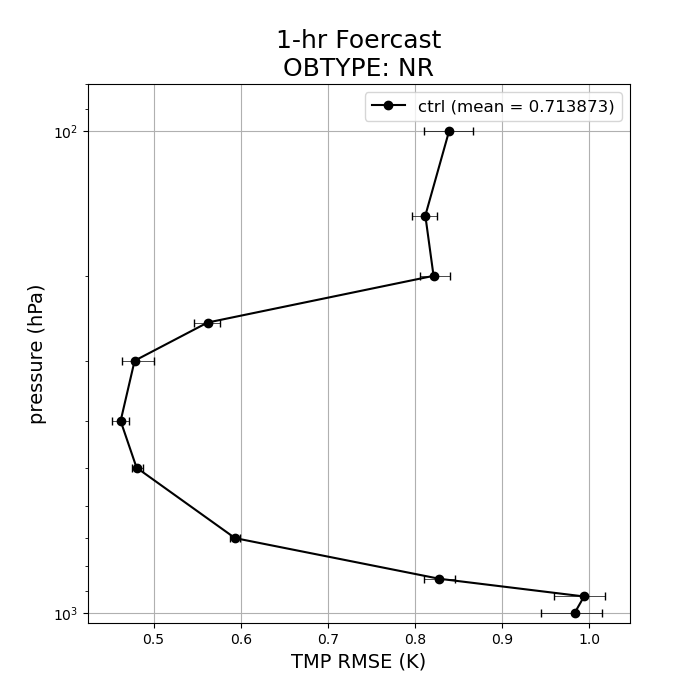 1-hr Foercast
OBTYPE: NR
ctrl (mean = 0.713873)
10²
10³
pressure (hPa)
0.5 0.6 0.7 0.8 0.9 1.0
TMP RMSE (K)